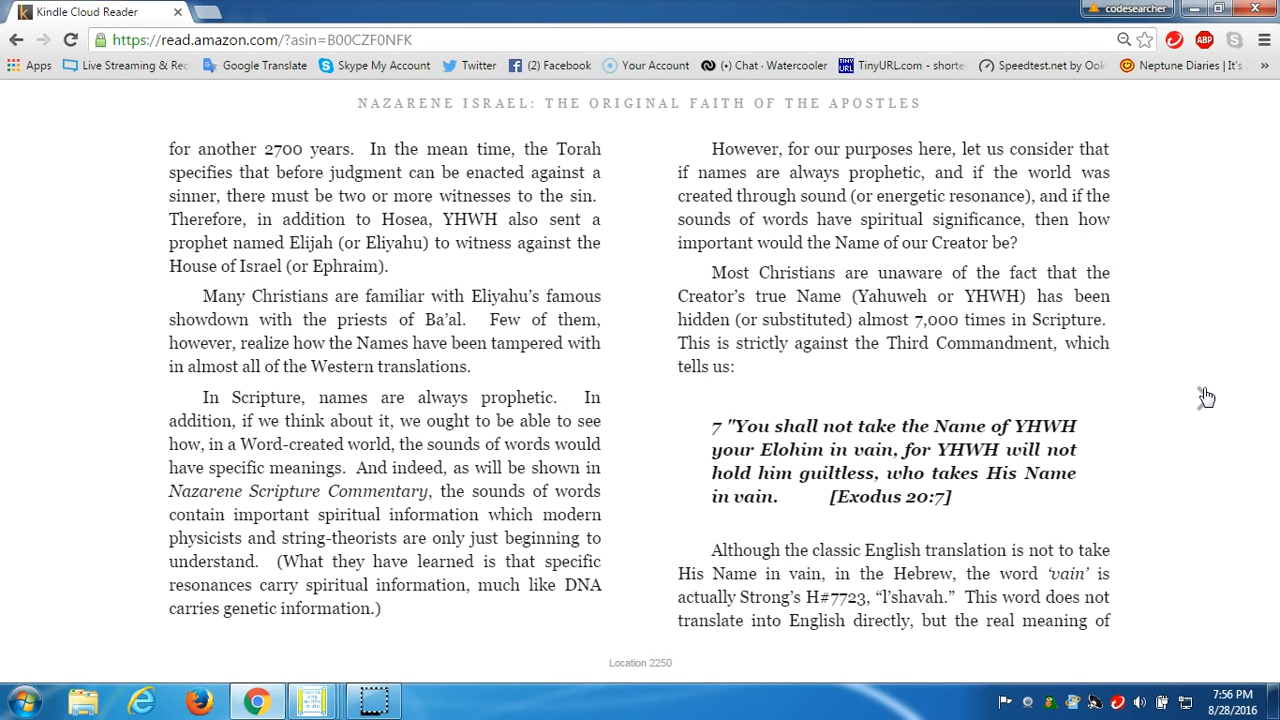 Kindle Cloud Reader
codesearcher
https://read.amazon.com/?asin=B00CZF0NFK
ABP
Apps Live Streaming & Rec Google Translate Skype My Account Twitter (2) Facebook Your Account (•) Chat · Watercooler TinyURL.com - shorte Speedtest.net by Ookl Neptune Diaries | It's J »
NAZARENE ISRAEL: THE ORIGINAL FAITH OF THE APOSTLES
for another 2700 years. In the mean time, the Torah
specifies that before judgment can be enacted against a
sinner, there must be two or more witnesses to the sin.
Therefore, in addition to Hosea, YHWH also sent a
prophet named Elijah (or Eliyahu) to witness against the
House of Israel (or Ephraim).
Many Christians are familiar with Eliyahu's famous
showdown with the priests of Ba'al. Few of them,
however, realize how the Names have been tampered with
in almost all of the Western translations.
In Scripture, names are always prophetic. In
addition, if we think about it, we ought to be able to see
how, in a Word-created world, the sounds of words would
have specific meanings. And indeed, as will be shown in
Nazarene Scripture Commentary, the sounds of words
contain important spiritual information which modern
physicists and string-theorists are only just beginning to
understand. (What they have learned is that specific
resonances carry spiritual information, much like DNA
carries genetic information.)
However, for our purposes here, let us consider that
if names are always prophetic, and if the world was
created through sound (or energetic resonance), and if the
sounds of words have spiritual significance, then how
important would the Name of our Creator be?
Most Christians are unaware of the fact that the
Creator's true Name (Yahuweh or YHWH) has been
hidden (or substituted) almost 7,000 times in Scripture.
This is strictly against the Third Commandment, which
tells us:
7 "You shall not take the Name of YHWH
your Elohim in vain, for YHWH will not
hold him guiltless, who takes His Name
in vain. [Exodus 20:7]
Although the classic English translation is not to take
His Name in vain, in the Hebrew, the word 'vain' is
actually Strong's H#7723, "l'shavah." This word does not
translate into English directly, but the real meaning of
Location 2250
7:56 PM
8/28/2016